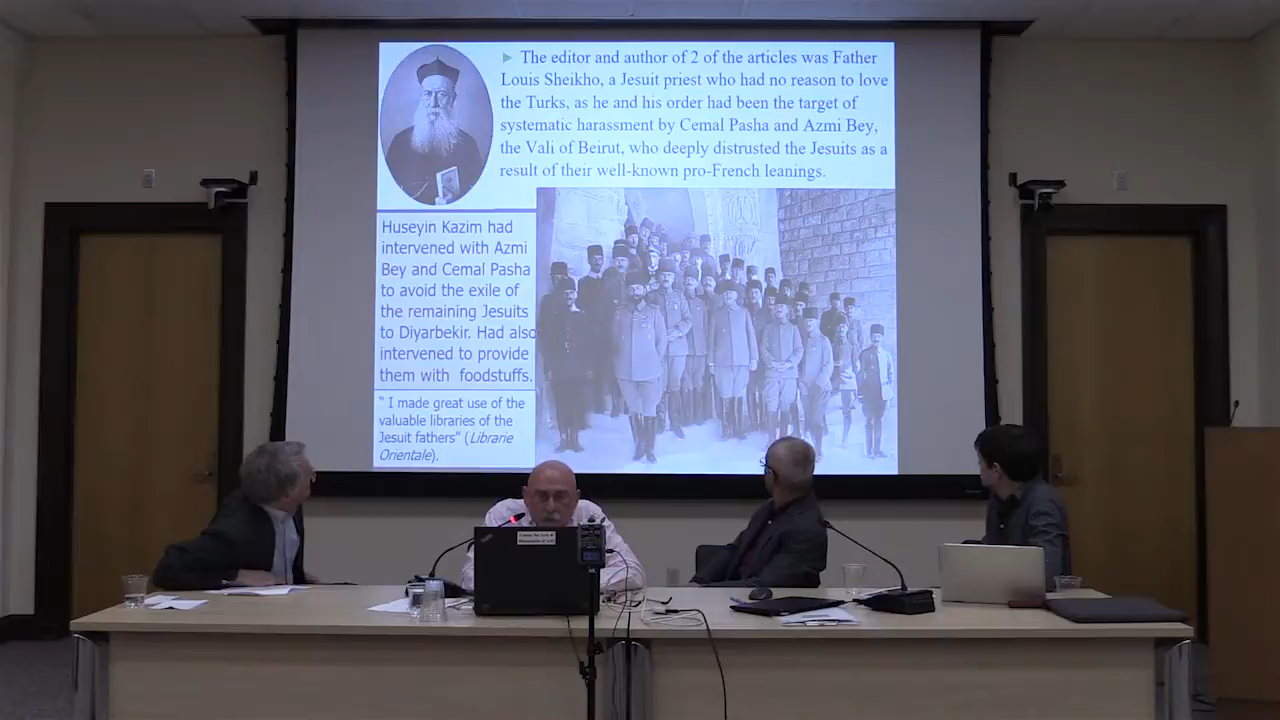 ► The editor and author of 2 of the articles was Father
Louis Sheikho, a Jesuit priest who had no reason to love
the Turks, as he and his order had been the target of
systematic harassment by Cemal Pasha and Azmi Bey,
the Vali of Beirut, who deeply distrusted the Jesuits as a
result of their well-known pro-French leanings.
Huseyin Kazim had
intervened with Azmi
Bey and Cemal Pasha
to avoid the exile of
the remaining Jesuits
to Diyarbekir. Had also
intervened to provide
them with foodstuffs.
“ I made great use of the
valuable libraries of the
Jesuit fathers” (Librarie
Orientale).